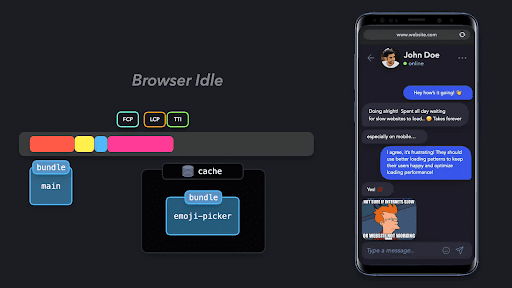 www.website.com
John Doe
online
Browser Idle
Hey how's it going! 👋
Doing alright! Spent all day waiting
for slow websites to load.. 😔 Takes forever
especially on mobile...
FCP
LCP
TTI
I agree, it's frustrating! They should
use better loading patterns to keep
their users happy and optimize
loading performance!
bundle
main
cache
bundle
emoji-picker
Yes!
NOT SURE IF INTERNETS SLOW
OR WEBSITE NOT WORKING
Type a message...